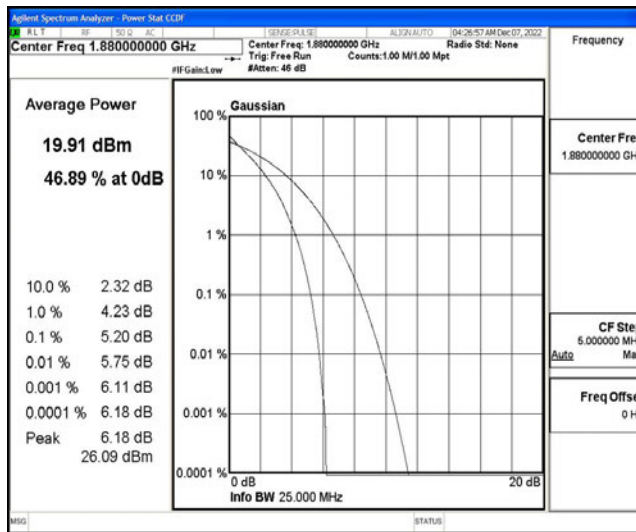 Agilent Spectrum Analyzer - Power Stat CCDF
R L T RF 50 Ω AC SENSE:PULSE ALIGN AUTO 04:26:57 AM Dec 07, 2022
Center Freq 1.880000000 GHz
Center Freq: 1.880000000 GHz Radio Std: None
Trig: Free Run Counts:1.00 M/1.00 Mpt
#IFGain:Low #Atten: 46 dB
Frequency
Average Power
19.91 dBm
46.89 % at 0dB
10.0 % 2.32 dB
1.0 % 4.23 dB
0.1 % 5.20 dB
0.01 % 5.75 dB
0.001 % 6.11 dB
0.0001 % 6.18 dB
Peak 6.18 dB
26.09 dBm
Gaussian
100 %
10 %
1 %
0.1 %
0.01 %
0.001 %
0.0001 %
0 dB 20 dB
Info BW 25.000 MHz
Center Fre
1.880000000 GH
CF Ste
5.000000 MH
Auto Ma
Freq Offse
0 H
MSG STATUS